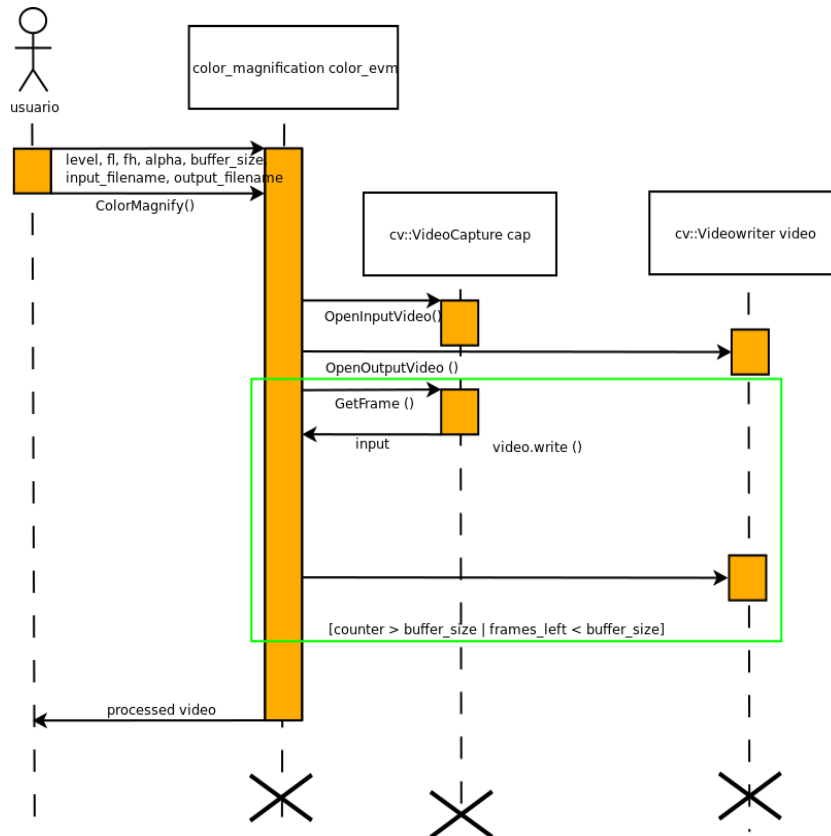 usuario
color_magnification color_evm
level, fl, fh, alpha, buffer_size,
input_filename, output_filename
ColorMagnify()
cv::VideoCapture cap
cv::Videowriter video
OpenInputVideo()
OpenOutputVideo ()
GetFrame ()
input
video.write ()
[counter > buffer_size | frames_left < buffer_size]
processed video